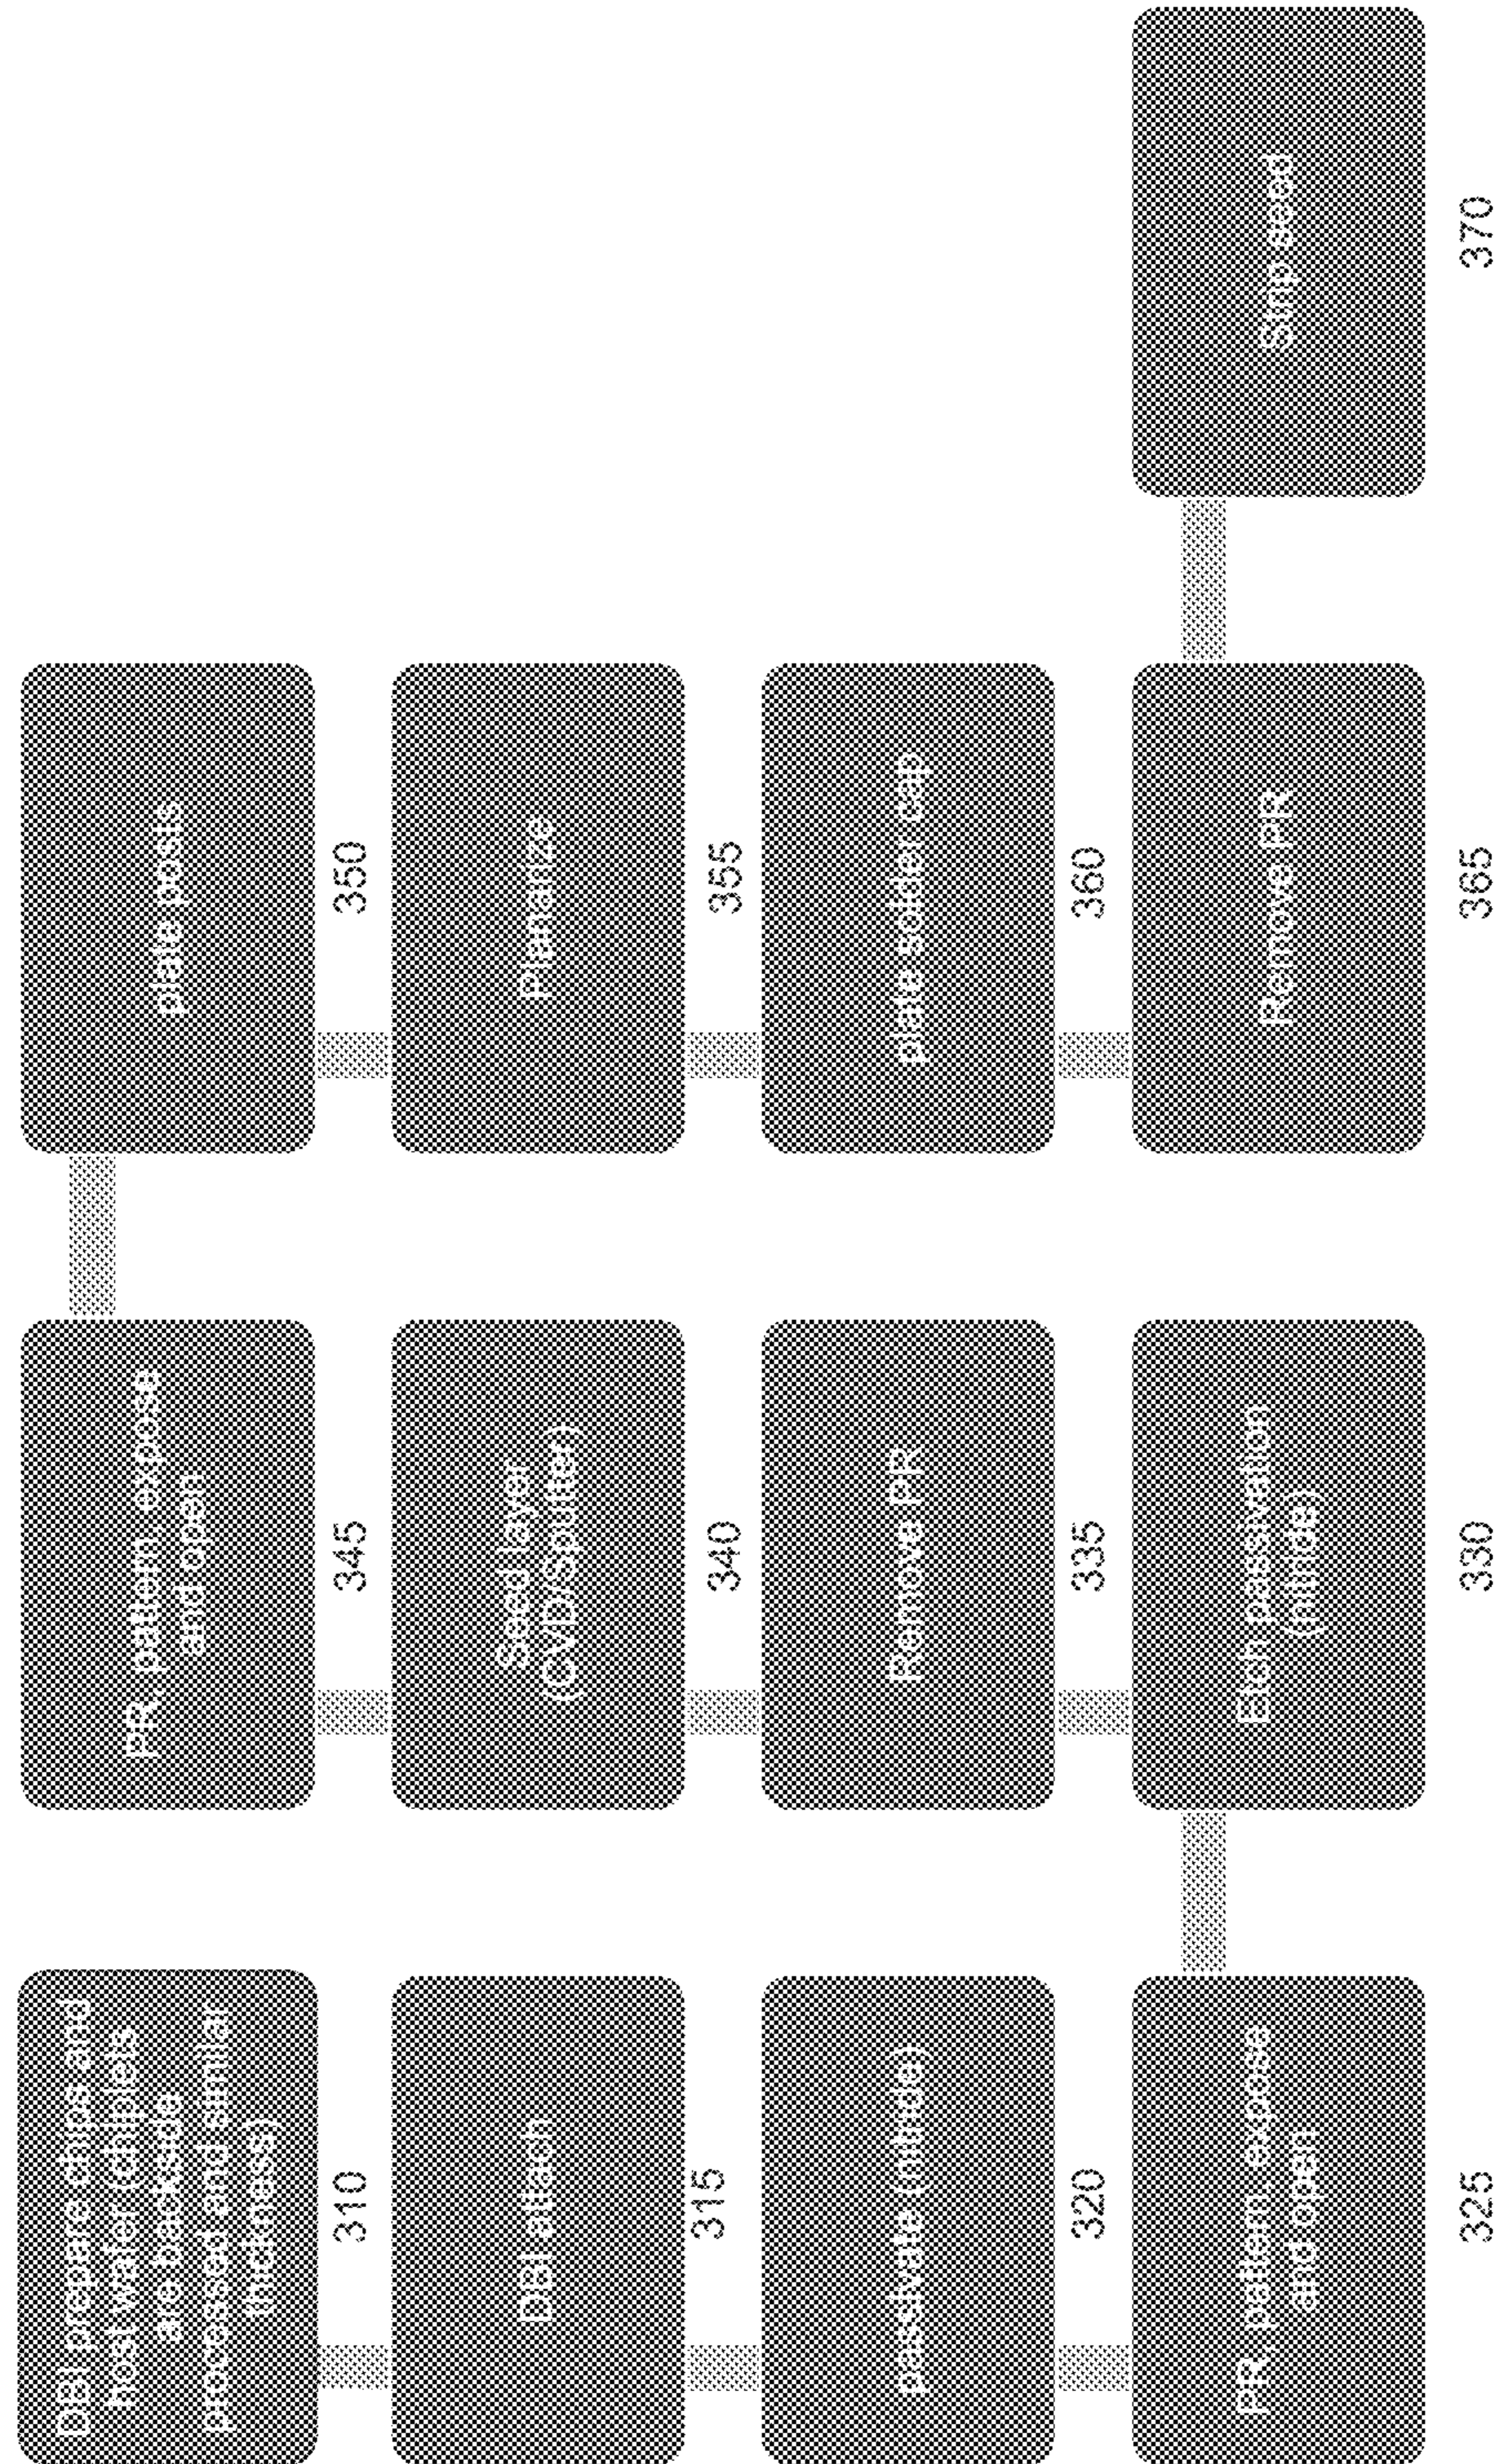 DBI prepare chips and
host wafer (chiplets
are backside
processed and similar
thickness)
310
DBI attach
315
passivate (nitride)
320
PR, pattern, expose
and open
325
Etch passivation
(nitride)
330
Remove PR
335
Seed layer
(CVD/Sputter)
340
PR, pattern, expose
and open
345
plate posts
350
Planarize
355
plate solder cap
360
Remove PR
365
Strip seed
370